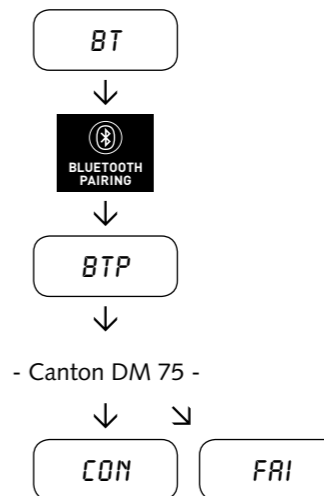 BT
BLUETOOTH
PAIRING
BTP
- Canton DM 75 -
CON FAI